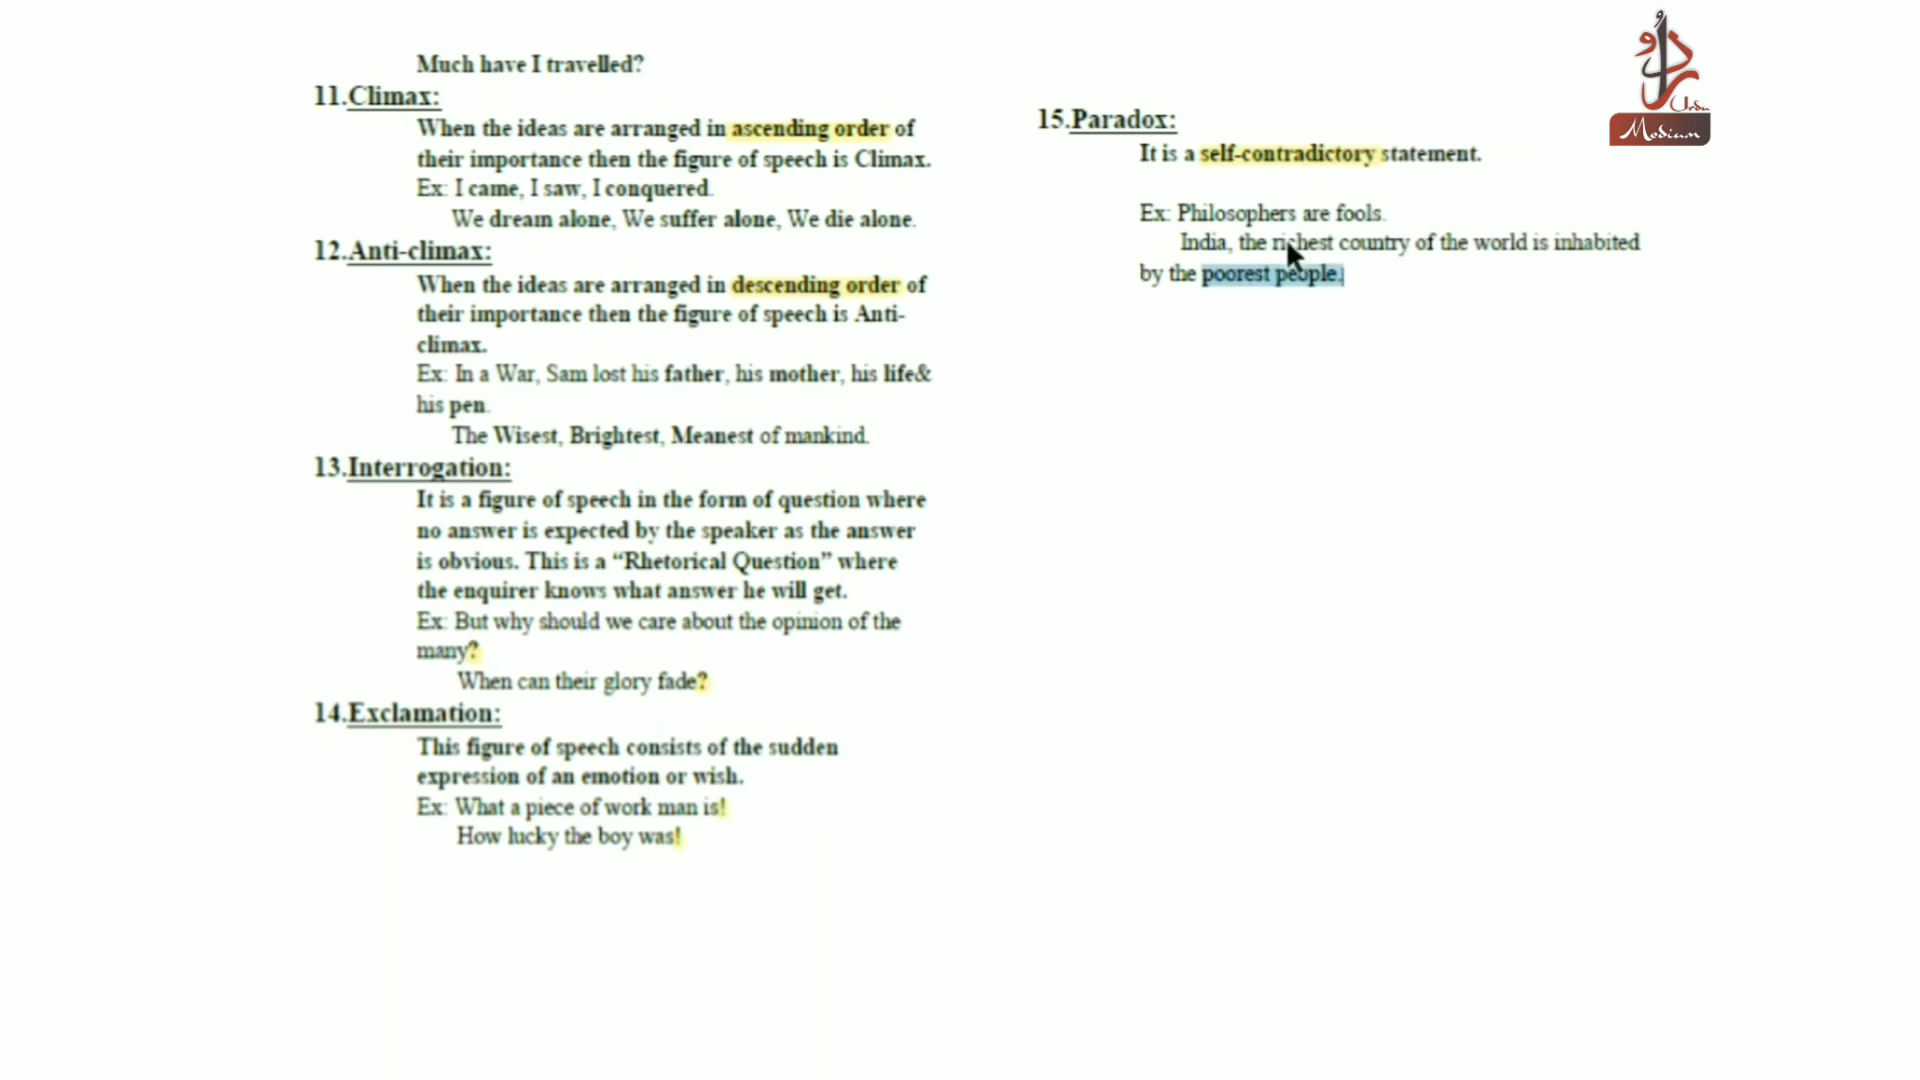 Much have I travelled?
11.Climax:
When the ideas are arranged in ascending order of
their importance then the figure of speech is Climax.
Ex: I came, I saw, I conquered.
We dream alone, We suffer alone, We die alone.
12.Anti-climax:
When the ideas are arranged in descending order of
their importance then the figure of speech is Anti-
climax.
Ex: In a War, Sam lost his father, his mother, his life&
his pen.
The Wisest, Brightest, Meanest of mankind.
13.Interrogation:
It is a figure of speech in the form of question where
no answer is expected by the speaker as the answer
is obvious. This is a “Rhetorical Question” where
the enquirer knows what answer he will get.
Ex: But why should we care about the opinion of the
many?
When can their glory fade?
14.Exclamation:
This figure of speech consists of the sudden
expression of an emotion or wish.
Ex: What a piece of work man is!
How lucky the boy was!
15.Paradox:
It is a self-contradictory statement.
Ex: Philosophers are fools.
India, the richest country of the world is inhabited
by the poorest people.
اردو
Urdu
Medium